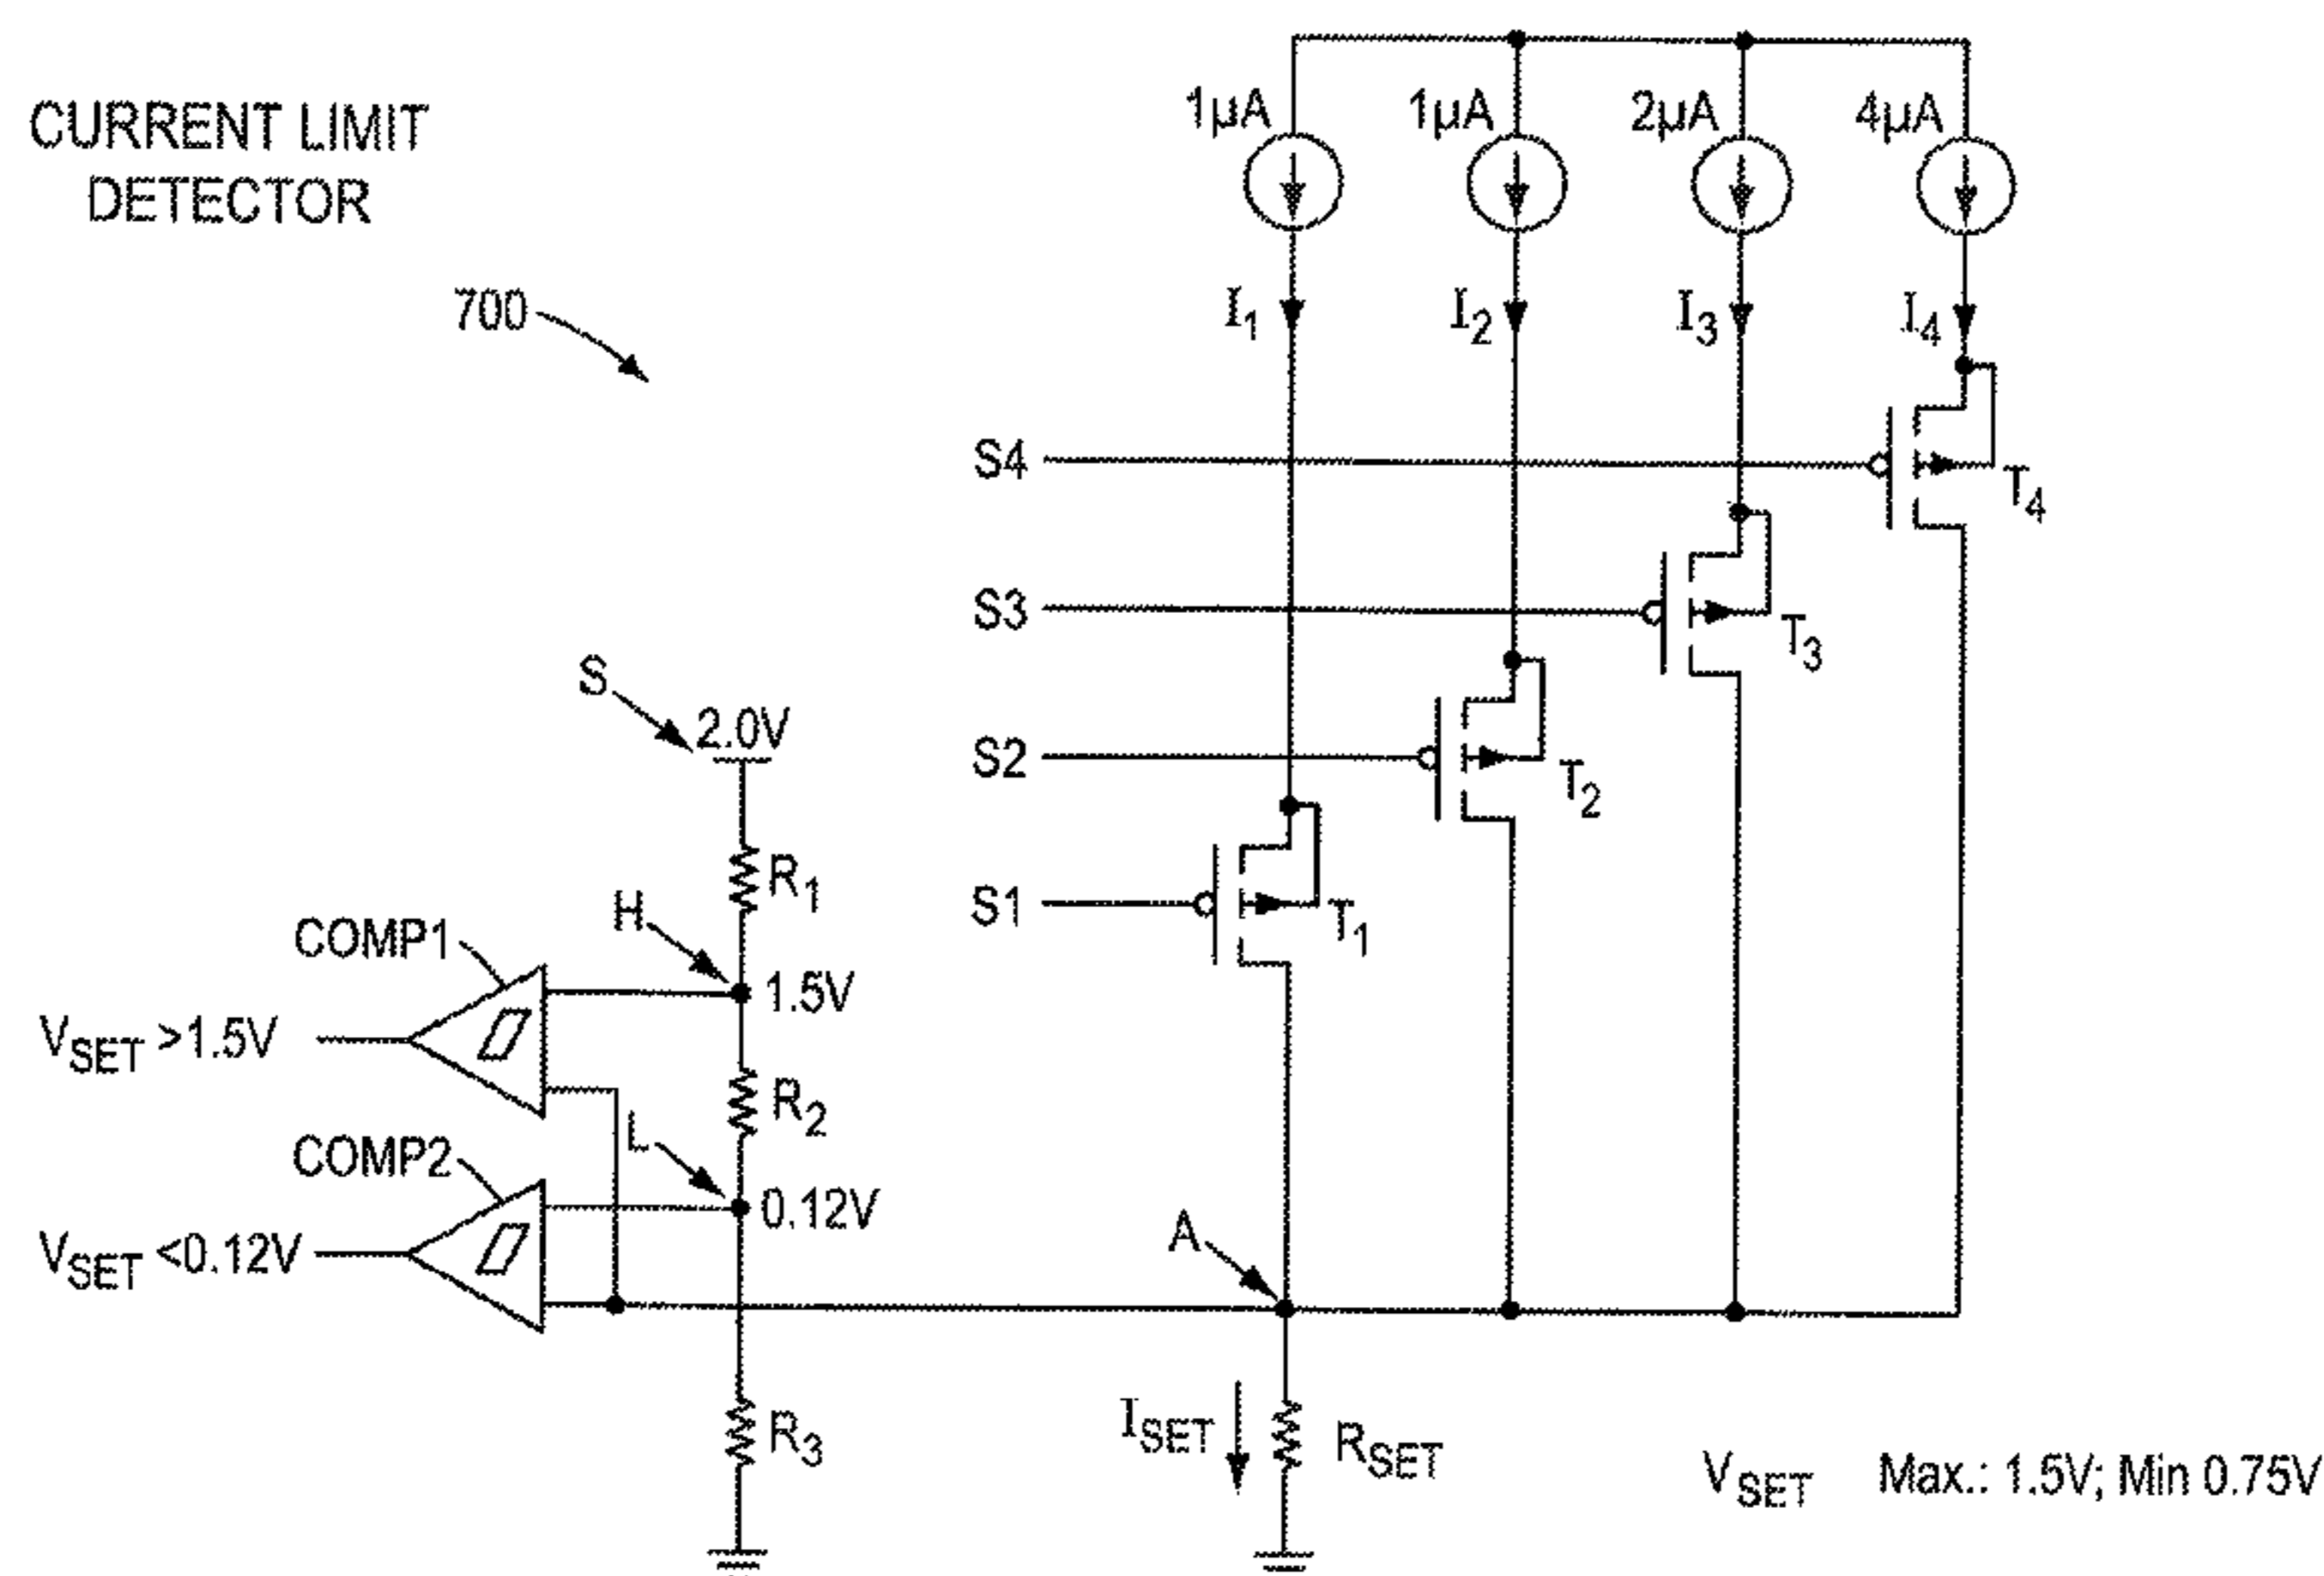 CURRENT LIMIT
DETECTOR
700
1µA
1µA
2µA
4µA
I1
I2
I3
I4
S4
T4
S3
T3
S2
T2
S1
T1
S
2.0V
R1
H
1.5V
COMP1
VSET >1.5V
R2
L
COMP2
0.12V
VSET <0.12V
A
R3
ISET
RSET
VSET Max.: 1.5V; Min 0.75V